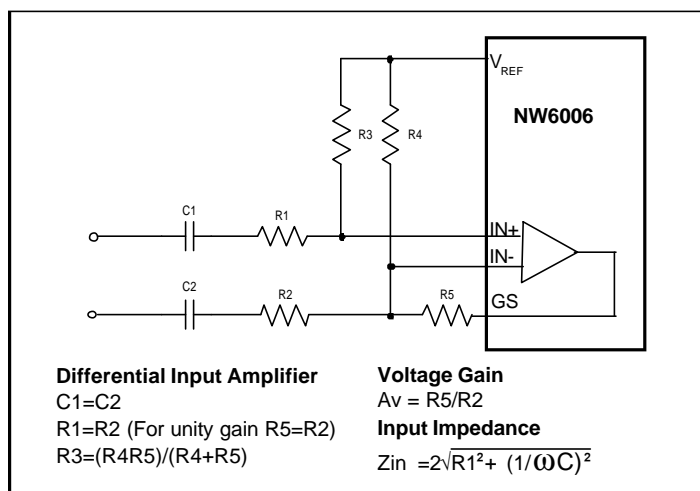 VREF
NW6006
R3
R4
C1
R1
IN+
IN-
C2
R2
R5
GS
Differential Input Amplifier
C1=C2
R1=R2 (For unity gain R5=R2)
R3=(R4R5)/(R4+R5)
Voltage Gain
Av = R5/R2
Input Impedance
Zin =2√R1²+ (1/ωC)²